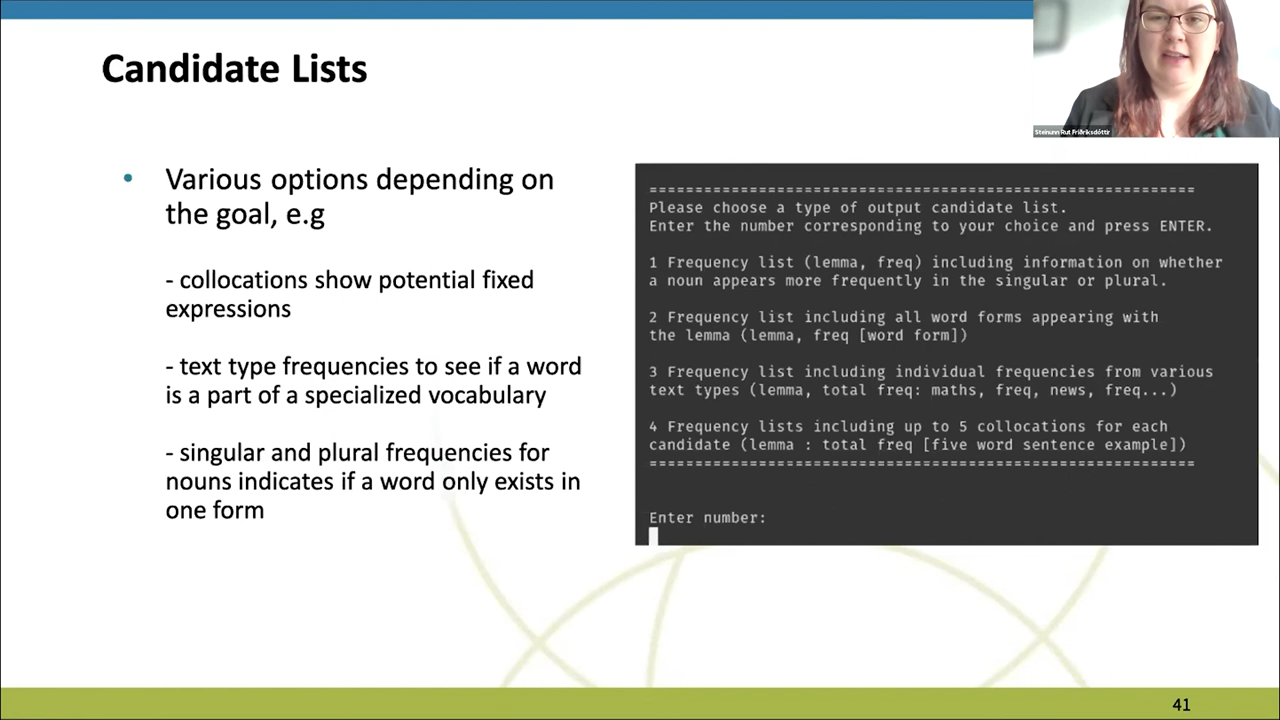 Candidate Lists
Steinunn Rut Friðriksdóttir
• Various options depending on
the goal, e.g
- collocations show potential fixed
expressions
- text type frequencies to see if a word
is a part of a specialized vocabulary
- singular and plural frequencies for
nouns indicates if a word only exists in
one form
============================================================
Please choose a type of output candidate list.
Enter the number corresponding to your choice and press ENTER.
1 Frequency list (lemma, freq) including information on whether
a noun appears more frequently in the singular or plural.
2 Frequency list including all word forms appearing with
the lemma (lemma, freq [word form])
3 Frequency list including individual frequencies from various
text types (lemma, total freq: maths, freq, news, freq...)
4 Frequency lists including up to 5 collocations for each
candidate (lemma : total freq [five word sentence example])
============================================================
Enter number:
41